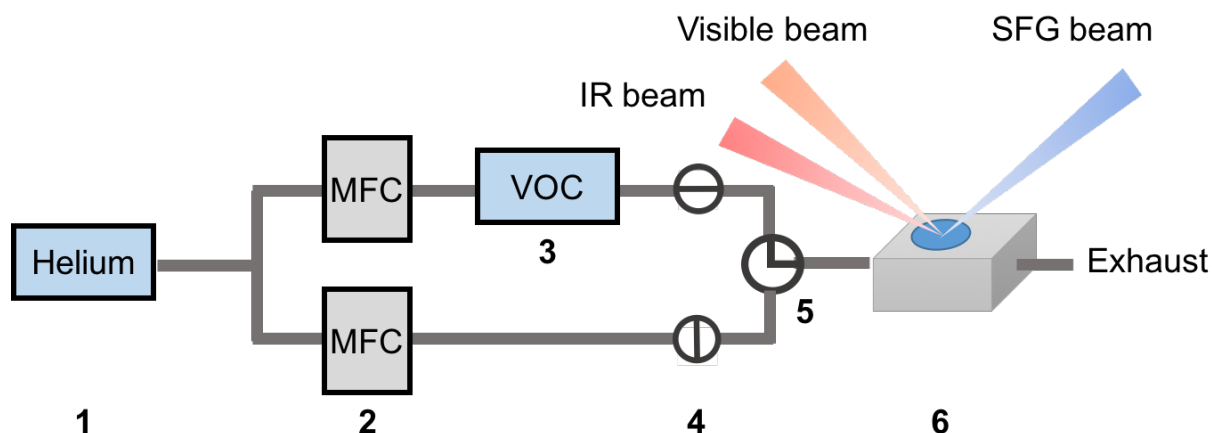 Visible beam
SFG beam
IR beam
MFC
VOC
3
Helium
Exhaust
5
MFC
1
2
4
6